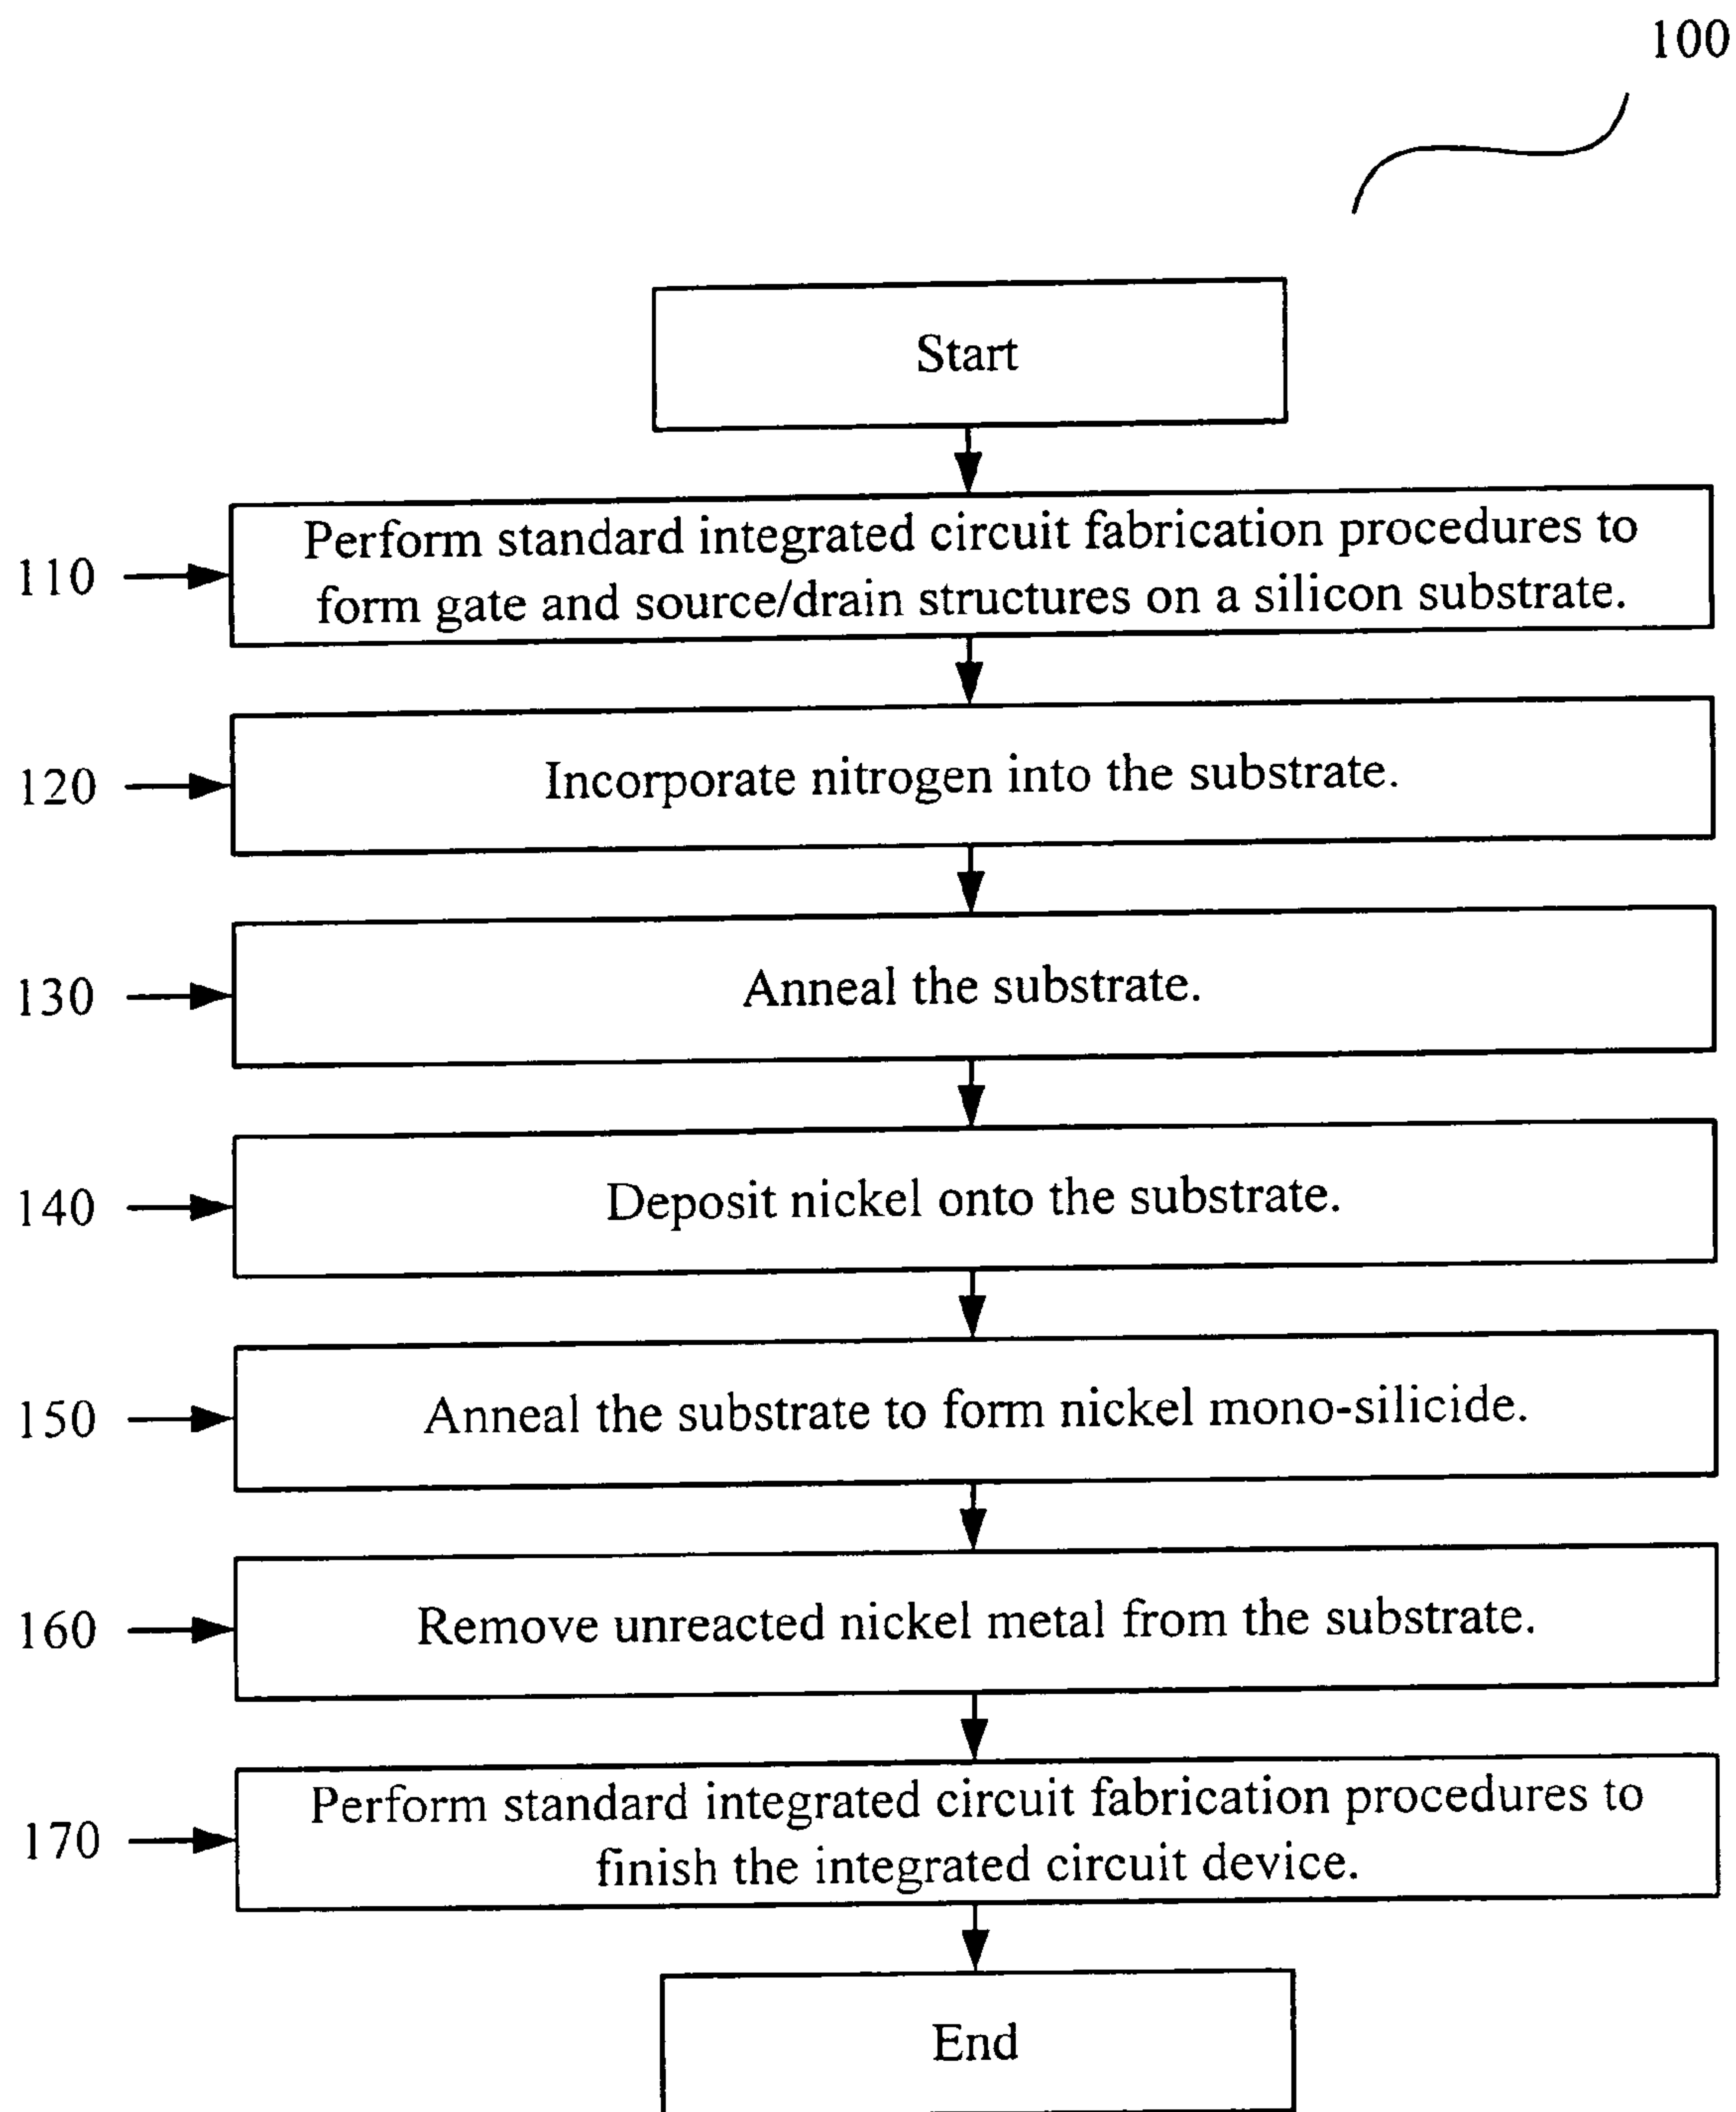 100
Start
110
Perform standard integrated circuit fabrication procedures to
form gate and source/drain structures on a silicon substrate.
120
Incorporate nitrogen into the substrate.
130
Anneal the substrate.
140
Deposit nickel onto the substrate.
150
Anneal the substrate to form nickel mono-silicide.
160
Remove unreacted nickel metal from the substrate.
170
Perform standard integrated circuit fabrication procedures to
finish the integrated circuit device.
End